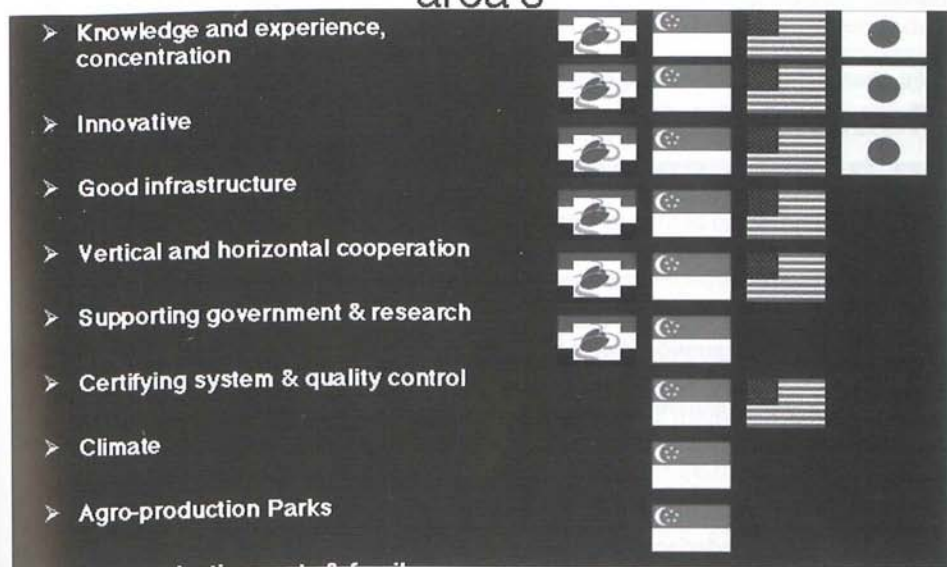 area's
➢ Knowledge and experience,
concentration
➢ Innovative
➢ Good infrastructure
➢ Vertical and horizontal cooperation
➢ Supporting government & research
➢ Certifying system & quality control
➢ Climate
➢ Agro-production Parks